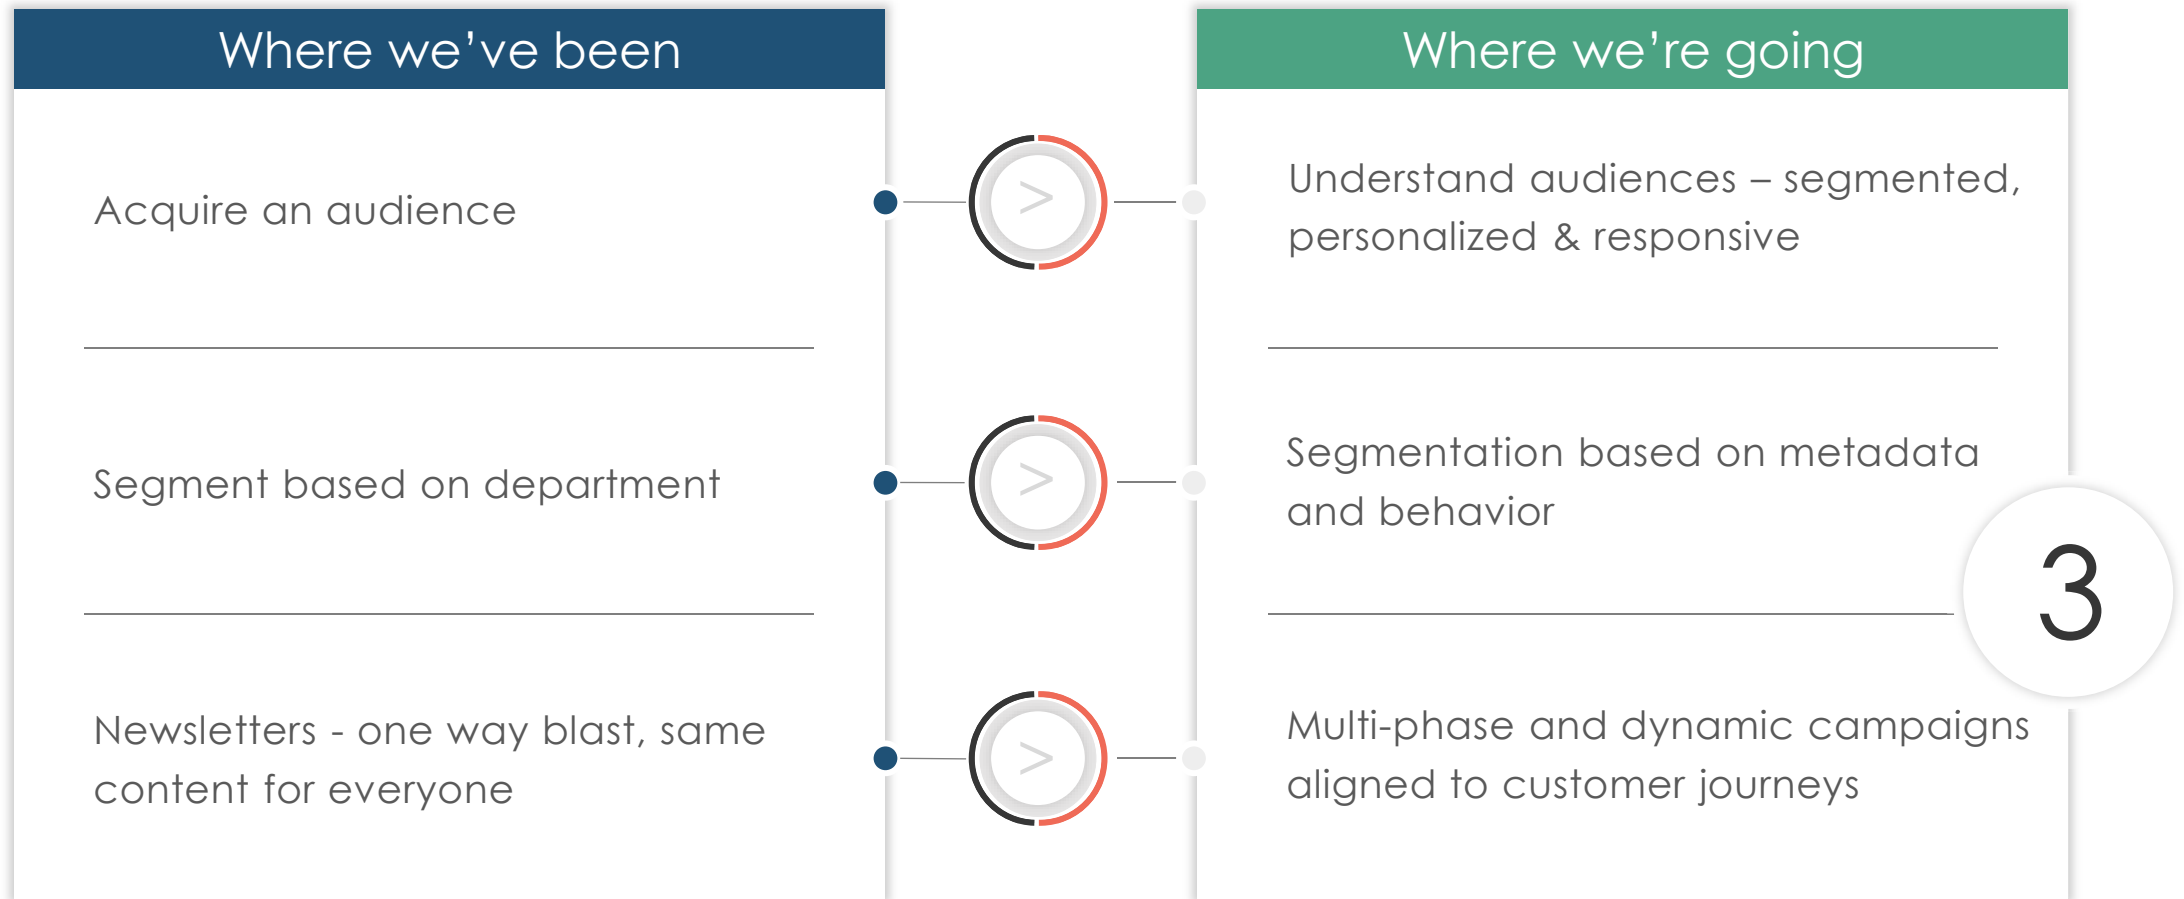 Where we’ve been
Where we’re going
Acquire an audience
>
Understand audiences – segmented,
personalized & responsive
Segment based on department
>
Segmentation based on metadata
and behavior
3
Newsletters - one way blast, same
content for everyone
>
Multi-phase and dynamic campaigns
aligned to customer journeys